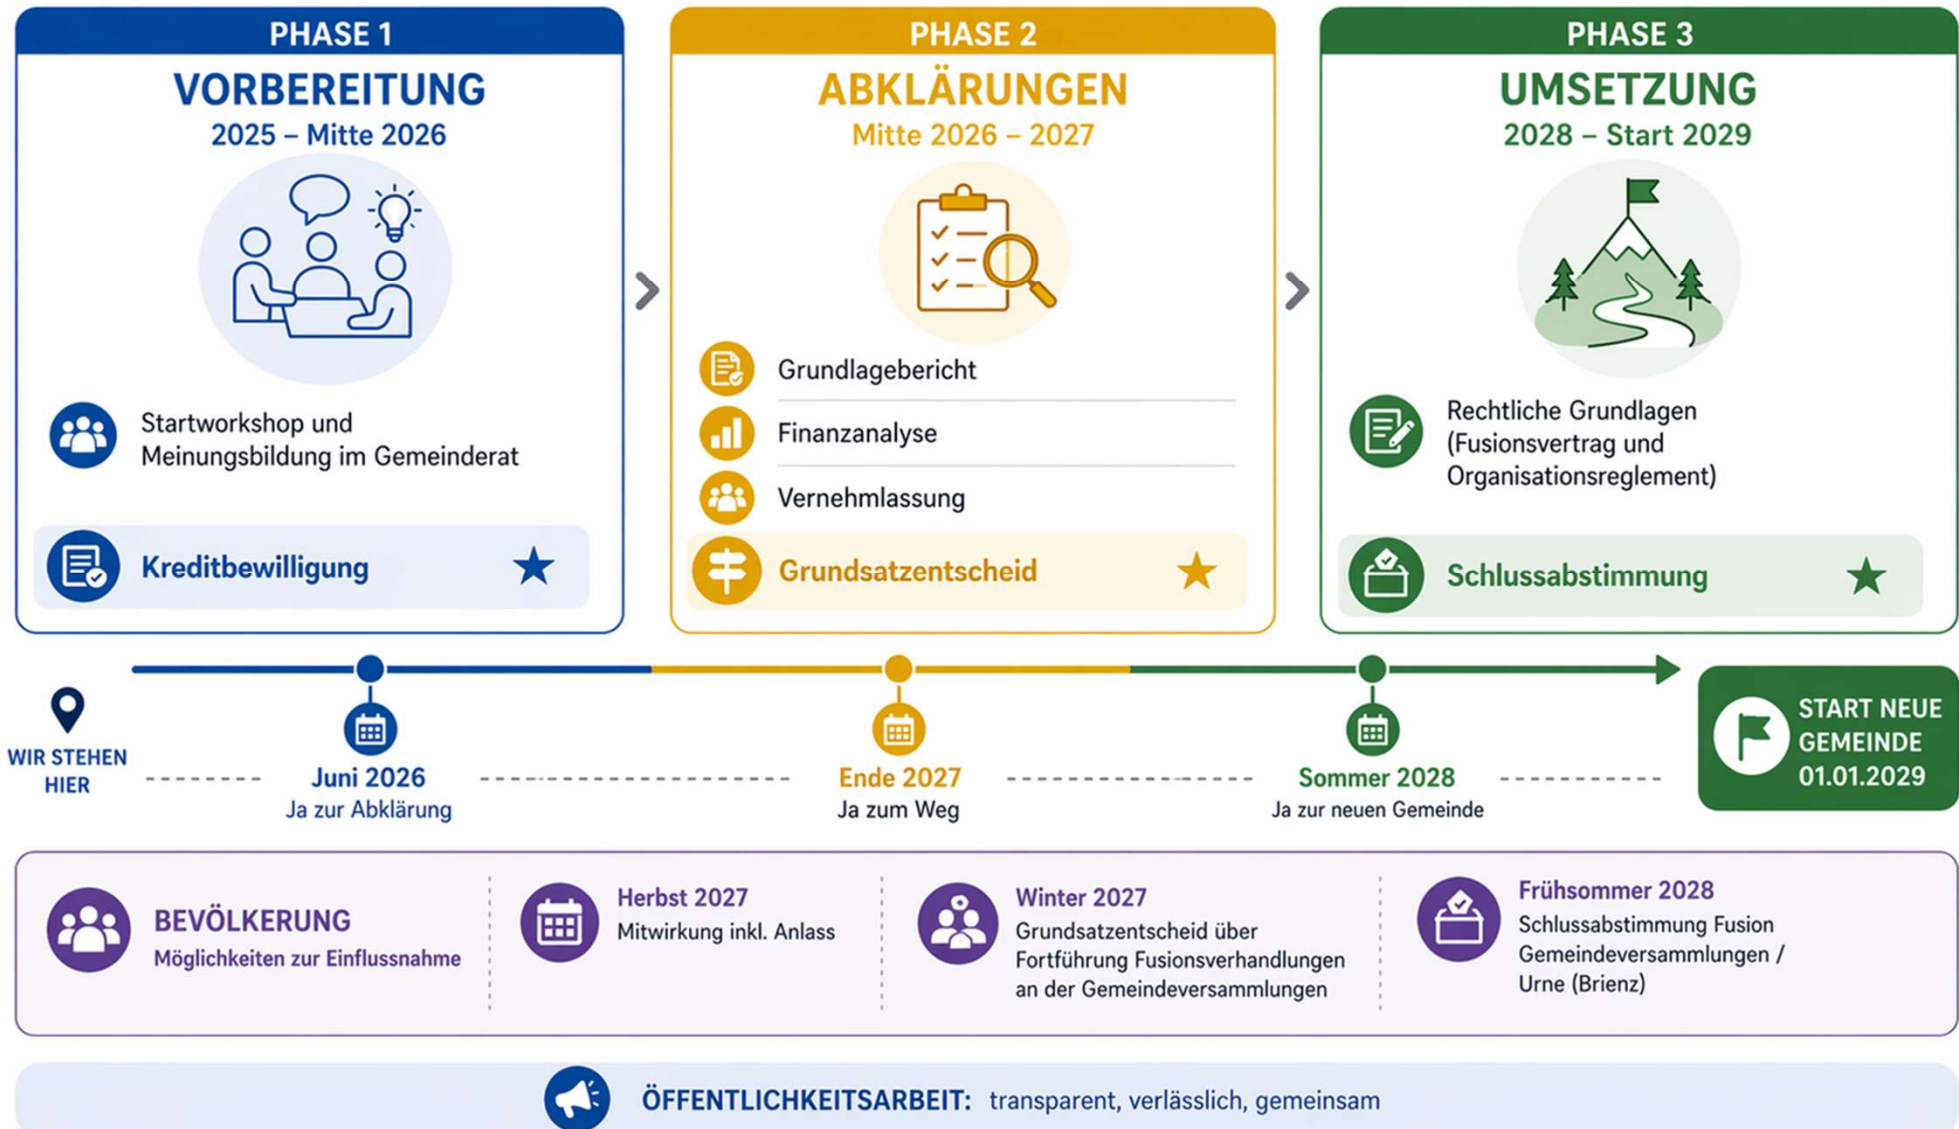 PHASE 1
VORBEREITUNG
2025 – Mitte 2026
Startworkshop und
Meinungsbildung im Gemeinderat
Kreditbewilligung
PHASE 2
ABKLÄRUNGEN
Mitte 2026 – 2027
Grundlagebericht
Finanzanalyse
Vernehmlassung
Grundsatzentscheid
PHASE 3
UMSETZUNG
2028 – Start 2029
Rechtliche Grundlagen
(Fusionsvertrag und
Organisationsreglement)
Schlussabstimmung
WIR STEHEN
HIER
Juni 2026
Ja zur Abklärung
Ende 2027
Ja zum Weg
Sommer 2028
Ja zur neuen Gemeinde
START NEUE
GEMEINDE
01.01.2029
BEVÖLKERUNG
Möglichkeiten zur Einflussnahme
Herbst 2027
Mitwirkung inkl. Anlass
Winter 2027
Grundsatzentscheid über
Fortführung Fusionsverhandlungen
an der Gemeindeversammlungen
Frühsommer 2028
Schlussabstimmung Fusion
Gemeindeversammlungen /
Urne (Brienz)
ÖFFENTLICHKEITSARBEIT: transparent, verlässlich, gemeinsam